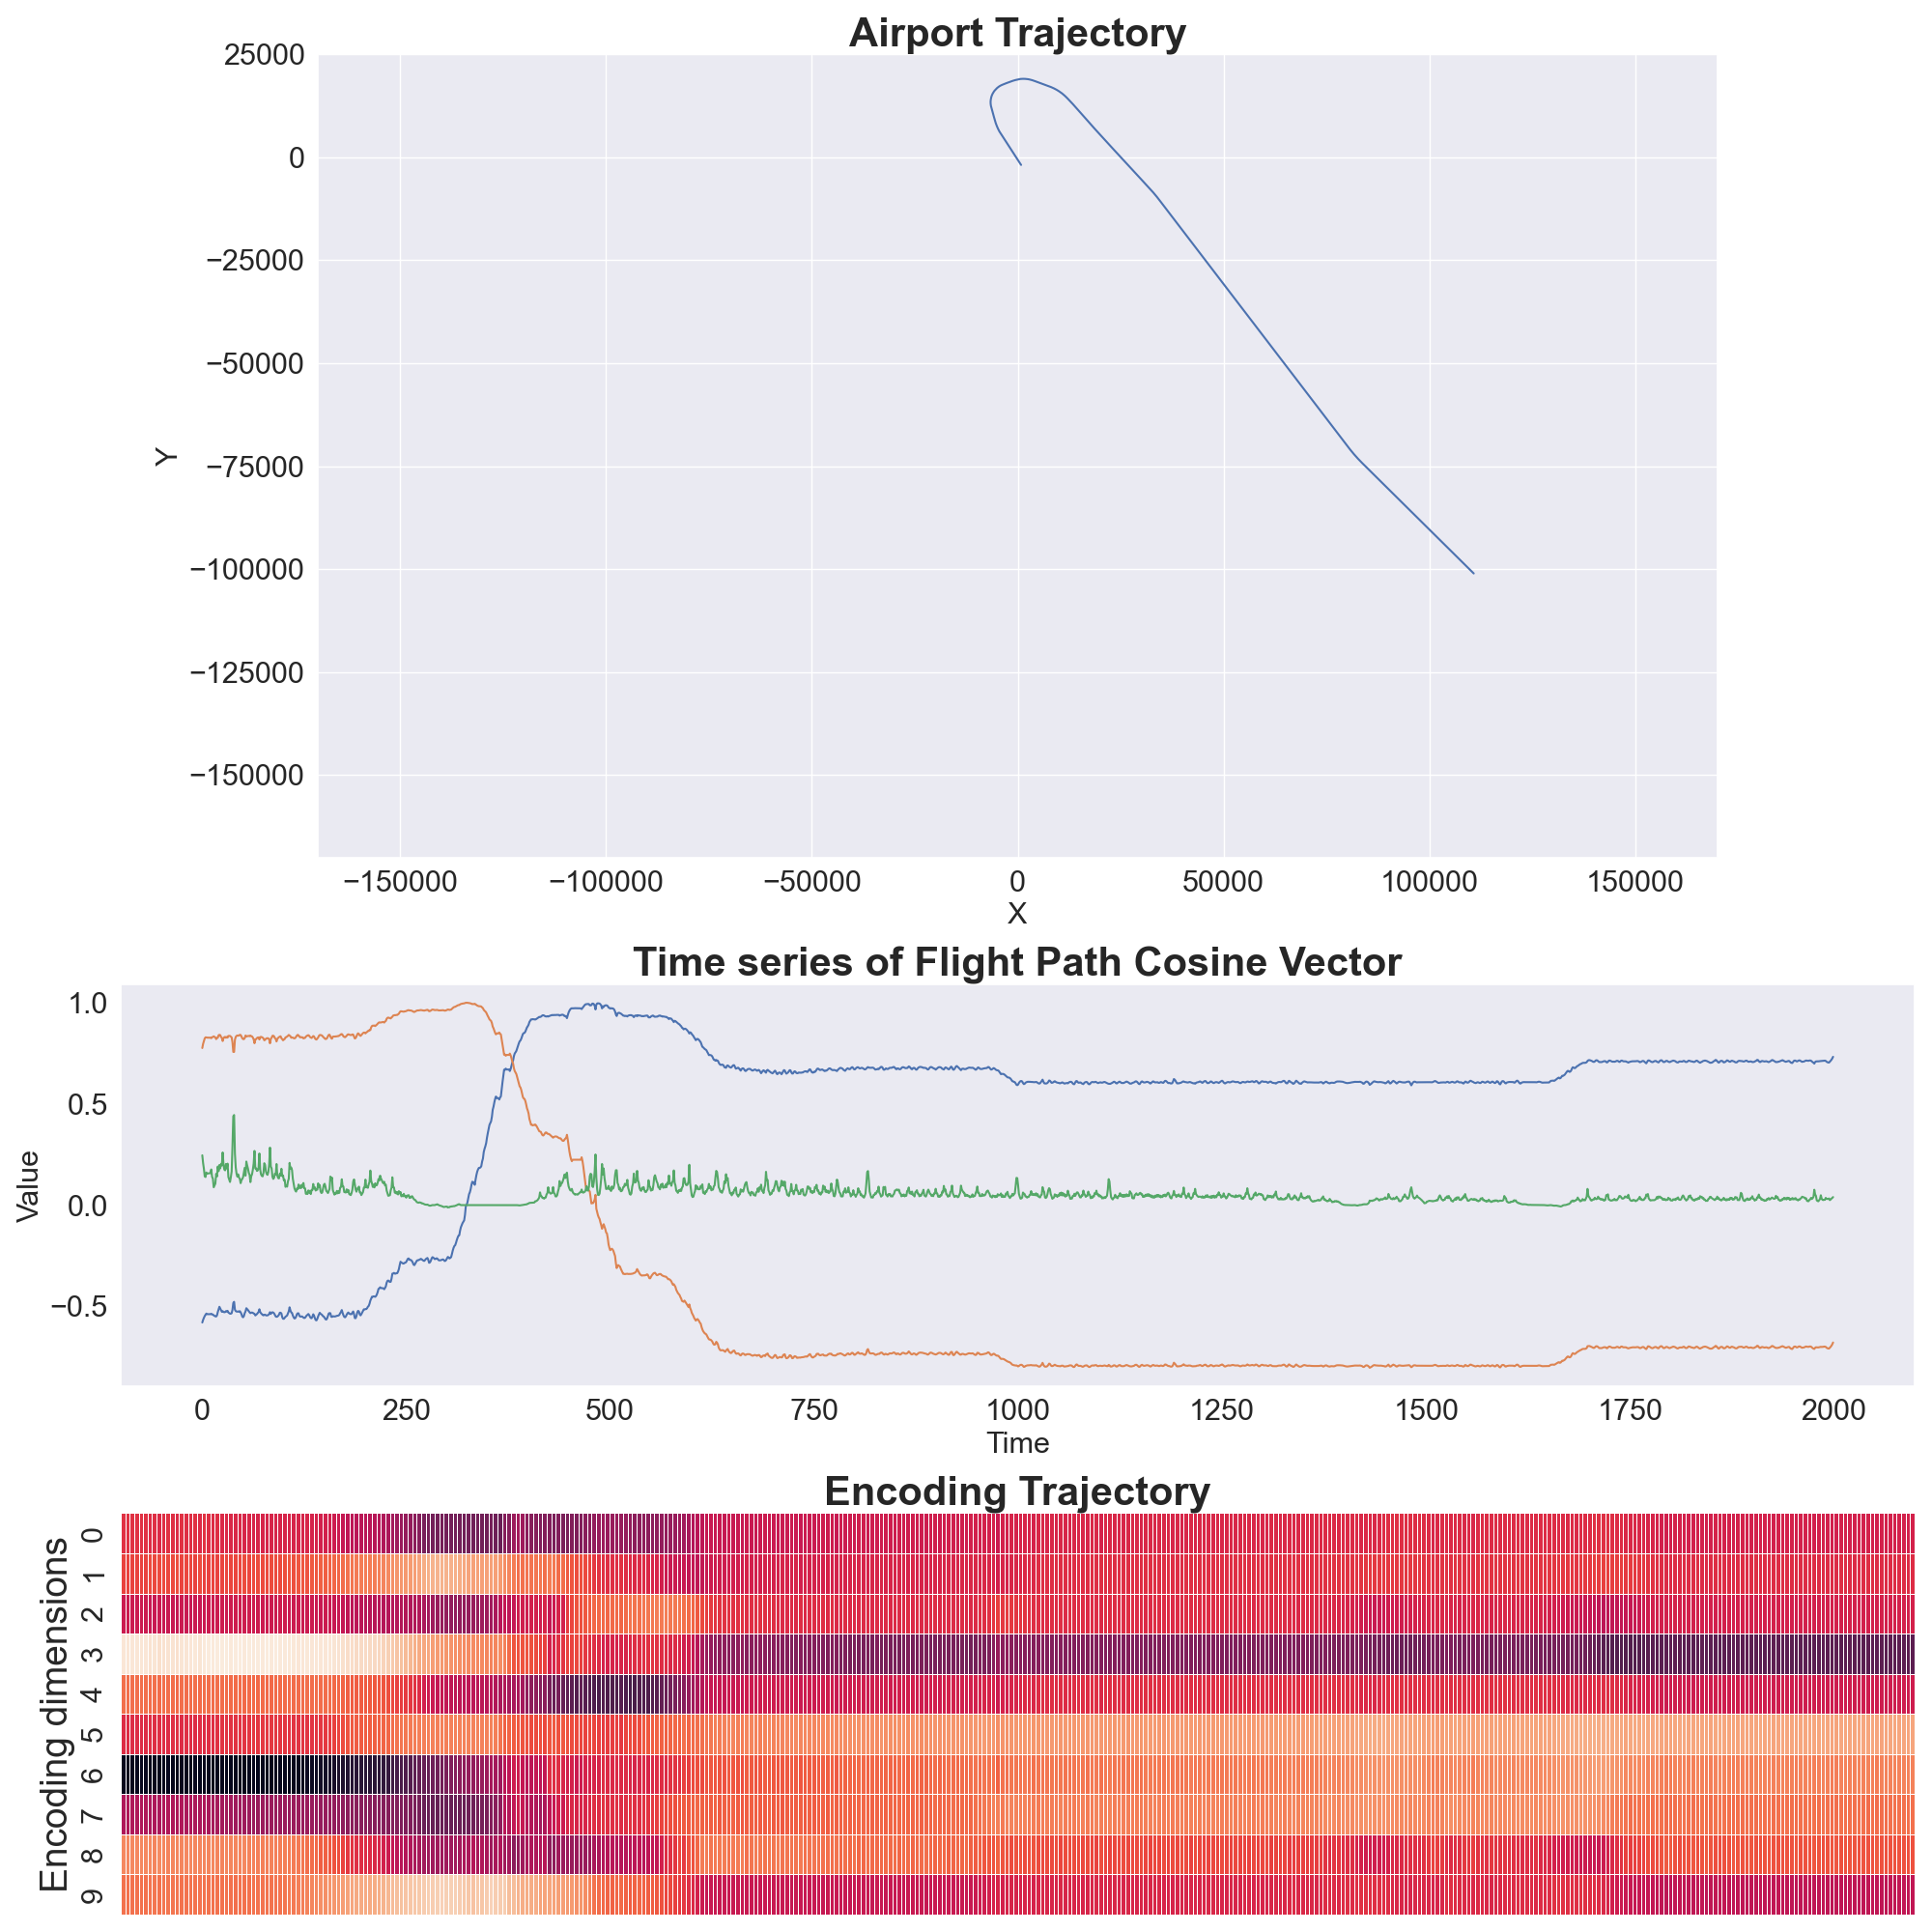 Airport Trajectory
25000
0
−25000
−50000
−75000
−100000
−125000
−150000
Y
−150000 −100000 −50000 0 50000 100000 150000
X
Time series of Flight Path Cosine Vector
1.0
0.5
0.0
−0.5
Value
0 250 500 750 1000 1250 1500 1750 2000
Time
Encoding Trajectory
Encoding dimensions
0
1
2
3
4
5
6
7
8
9